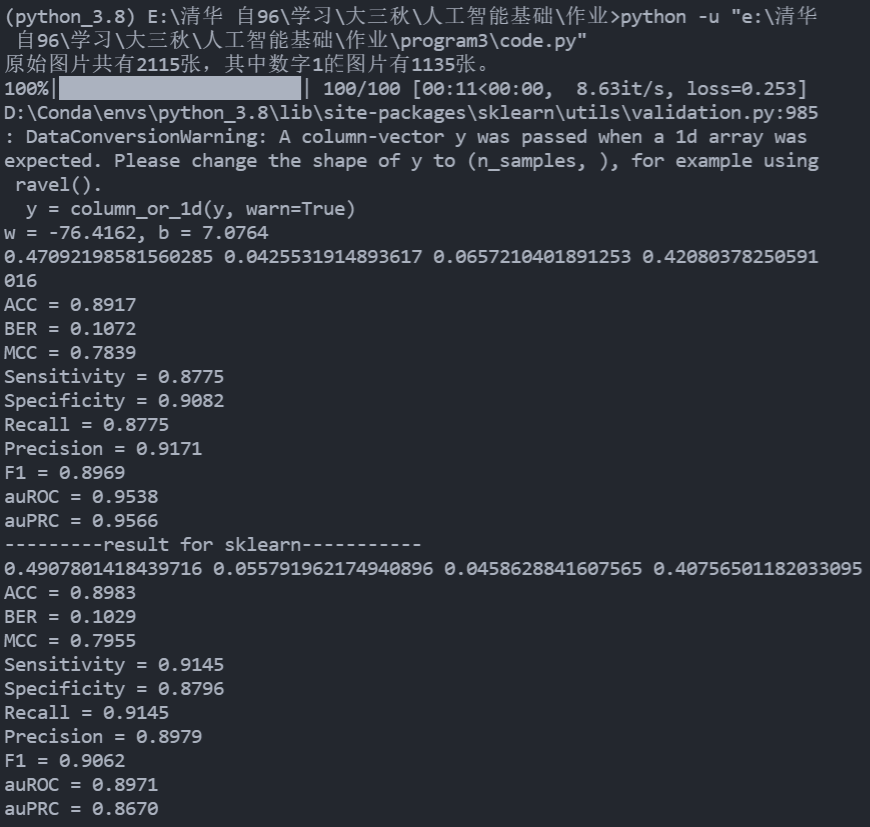 (python_3.8) E:\清华 自96\学习\大三秋\人工智能基础\作业>python -u "e:\清华
 自96\学习\大三秋\人工智能基础\作业\program3\code.py"
原始图片共有2115张，其中数字1的图片有1135张。
100%|          | 100/100 [00:11<00:00,  8.63it/s, loss=0.253]
D:\Conda\envs\python_3.8\lib\site-packages\sklearn\utils\validation.py:985
: DataConversionWarning: A column-vector y was passed when a 1d array was
expected. Please change the shape of y to (n_samples, ), for example using
 ravel().
  y = column_or_1d(y, warn=True)
w = -76.4162, b = 7.0764
0.47092198581560285 0.0425531914893617 0.0657210401891253 0.42080378250591
016
ACC = 0.8917
BER = 0.1072
MCC = 0.7839
Sensitivity = 0.8775
Specificity = 0.9082
Recall = 0.8775
Precision = 0.9171
F1 = 0.8969
auROC = 0.9538
auPRC = 0.9566
---------result for sklearn-----------
0.4907801418439716 0.055791962174940896 0.0458628841607565 0.40756501182033095
ACC = 0.8983
BER = 0.1029
MCC = 0.7955
Sensitivity = 0.9145
Specificity = 0.8796
Recall = 0.9145
Precision = 0.8979
F1 = 0.9062
auROC = 0.8971
auPRC = 0.8670